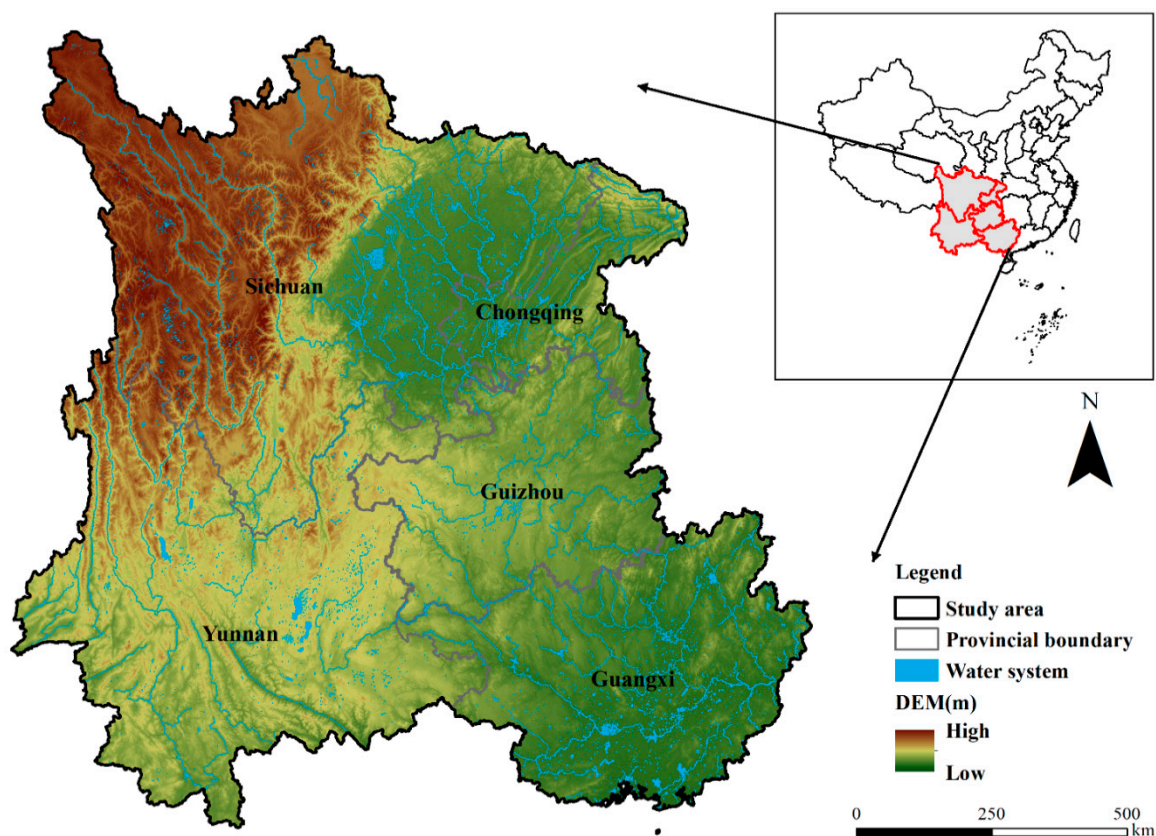 Sichuan
Chongqing
Guizhou
Yunnan
Guangxi
N
Legend
Study area
Provincial boundary
Water system
DEM(m)
High
Low
0 250 500
km